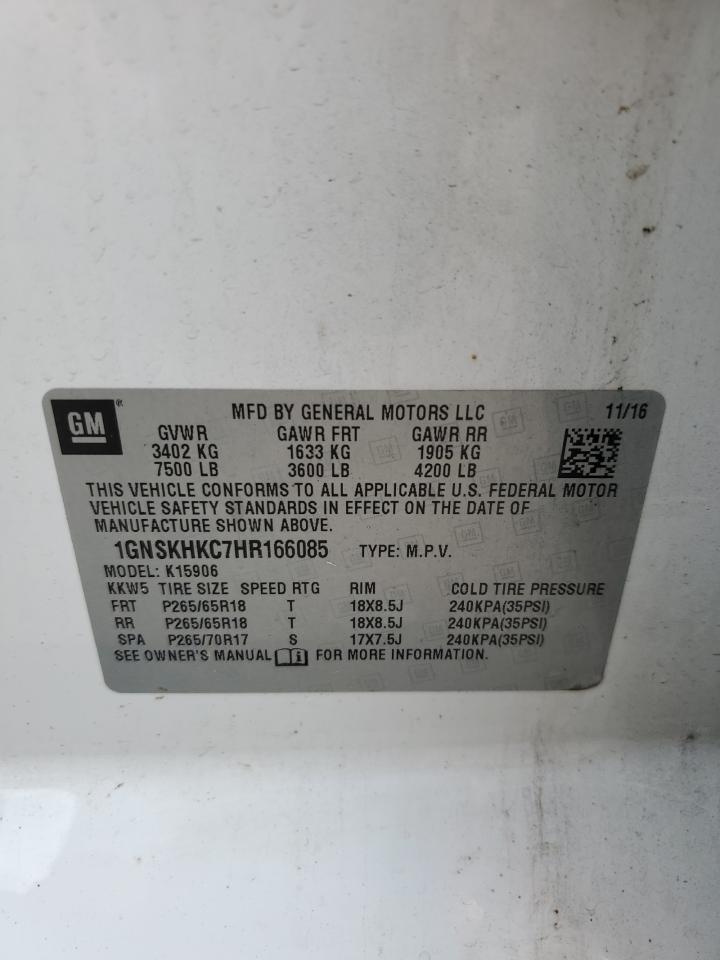 GM ® MFD BY GENERAL MOTORS LLC 11/16
GVWR GAWR FRT GAWR RR
3402 KG 1633 KG 1905 KG
7500 LB 3600 LB 4200 LB
THIS VEHICLE CONFORMS TO ALL APPLICABLE U.S. FEDERAL MOTOR
VEHICLE SAFETY STANDARDS IN EFFECT ON THE DATE OF
MANUFACTURE SHOWN ABOVE.
1GNSKHKC7HR166085 TYPE: M.P.V.
MODEL: K15906
KKW5 TIRE SIZE SPEED RTG RIM COLD TIRE PRESSURE
FRT P265/65R18 T 18X8.5J 240KPA(35PSI)
RR P265/65R18 T 18X8.5J 240KPA(35PSI)
SPA P265/70R17 S 17X7.5J 240KPA(35PSI)
SEE OWNER'S MANUAL i FOR MORE INFORMATION.